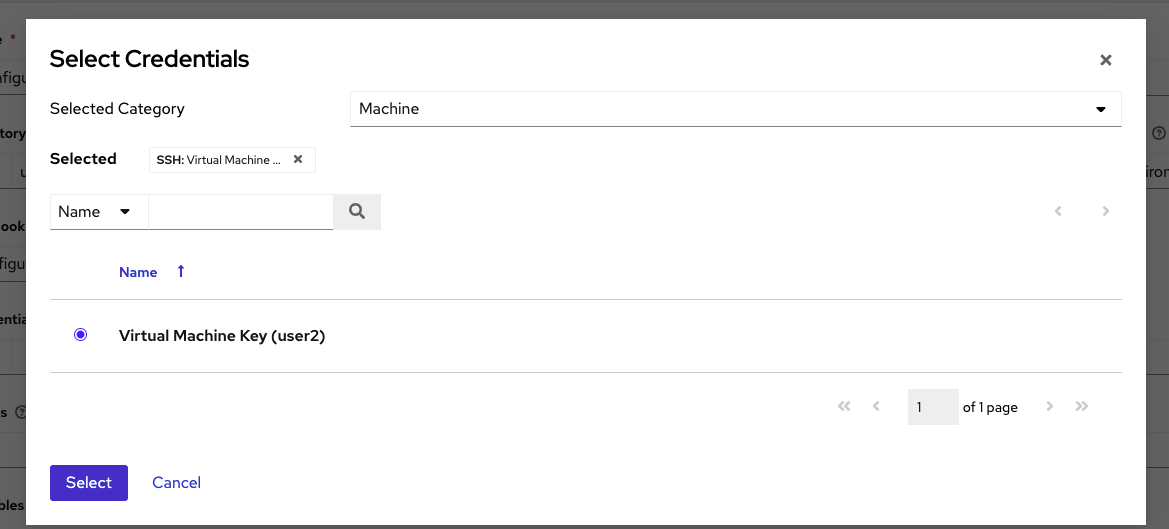 Select Credentials
Selected Category
Machine
Selected
SSH: Virtual Machine ...
Name
Name
Virtual Machine Key (user2)
1 of 1 page
Select
Cancel